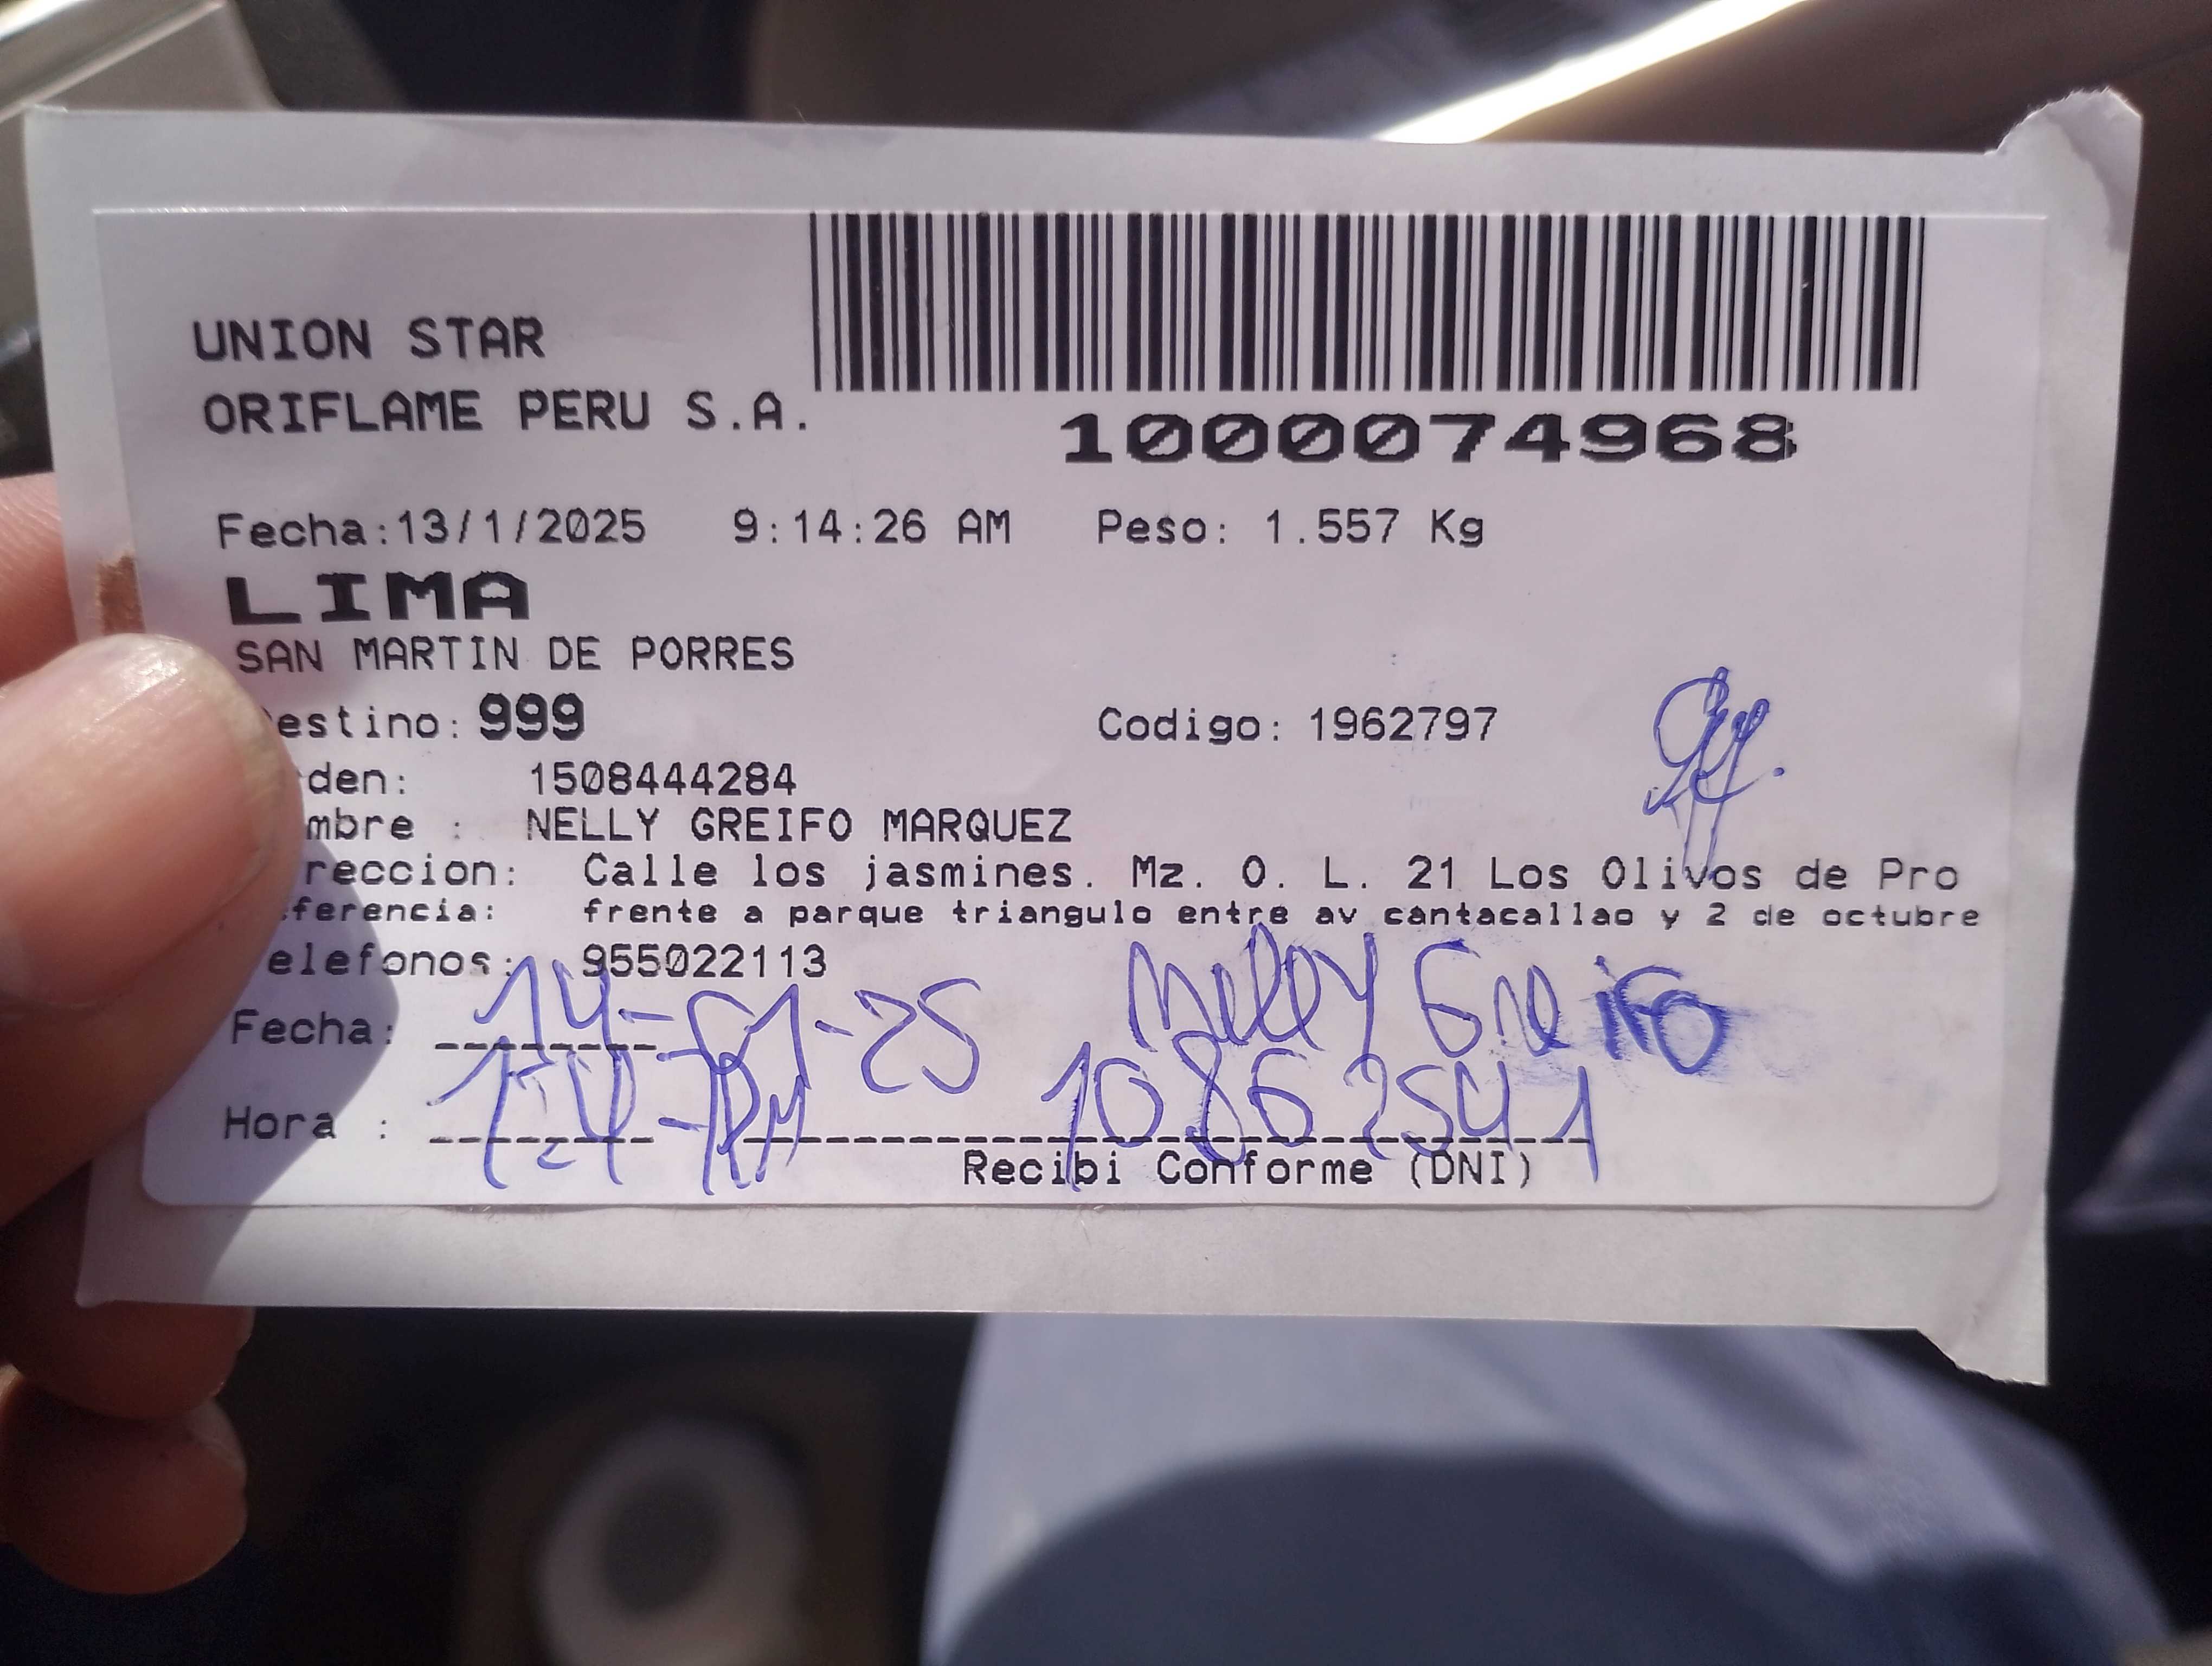 UNION STAR
ORIFLAME PERU S.A.
1000074968
Fecha:13/1/2025 9:14:26 AM Peso: 1.557 Kg
LIMA
SAN MARTIN DE PORRES
estino: 999 Codigo: 1962797
den: 1508444284
mbre : NELLY GREIFO MARQUEZ
reccion: Calle los jasmines. Mz. O. L. 21 Los Olivos de Pro
ferencia: frente a parque triangulo entre av cantacallao y 2 de octubre
elefonos: 955022113
Nelly Greifo
Fecha: 14-01-25
10862541
Hora : -PM
Recibi Conforme (DNI)